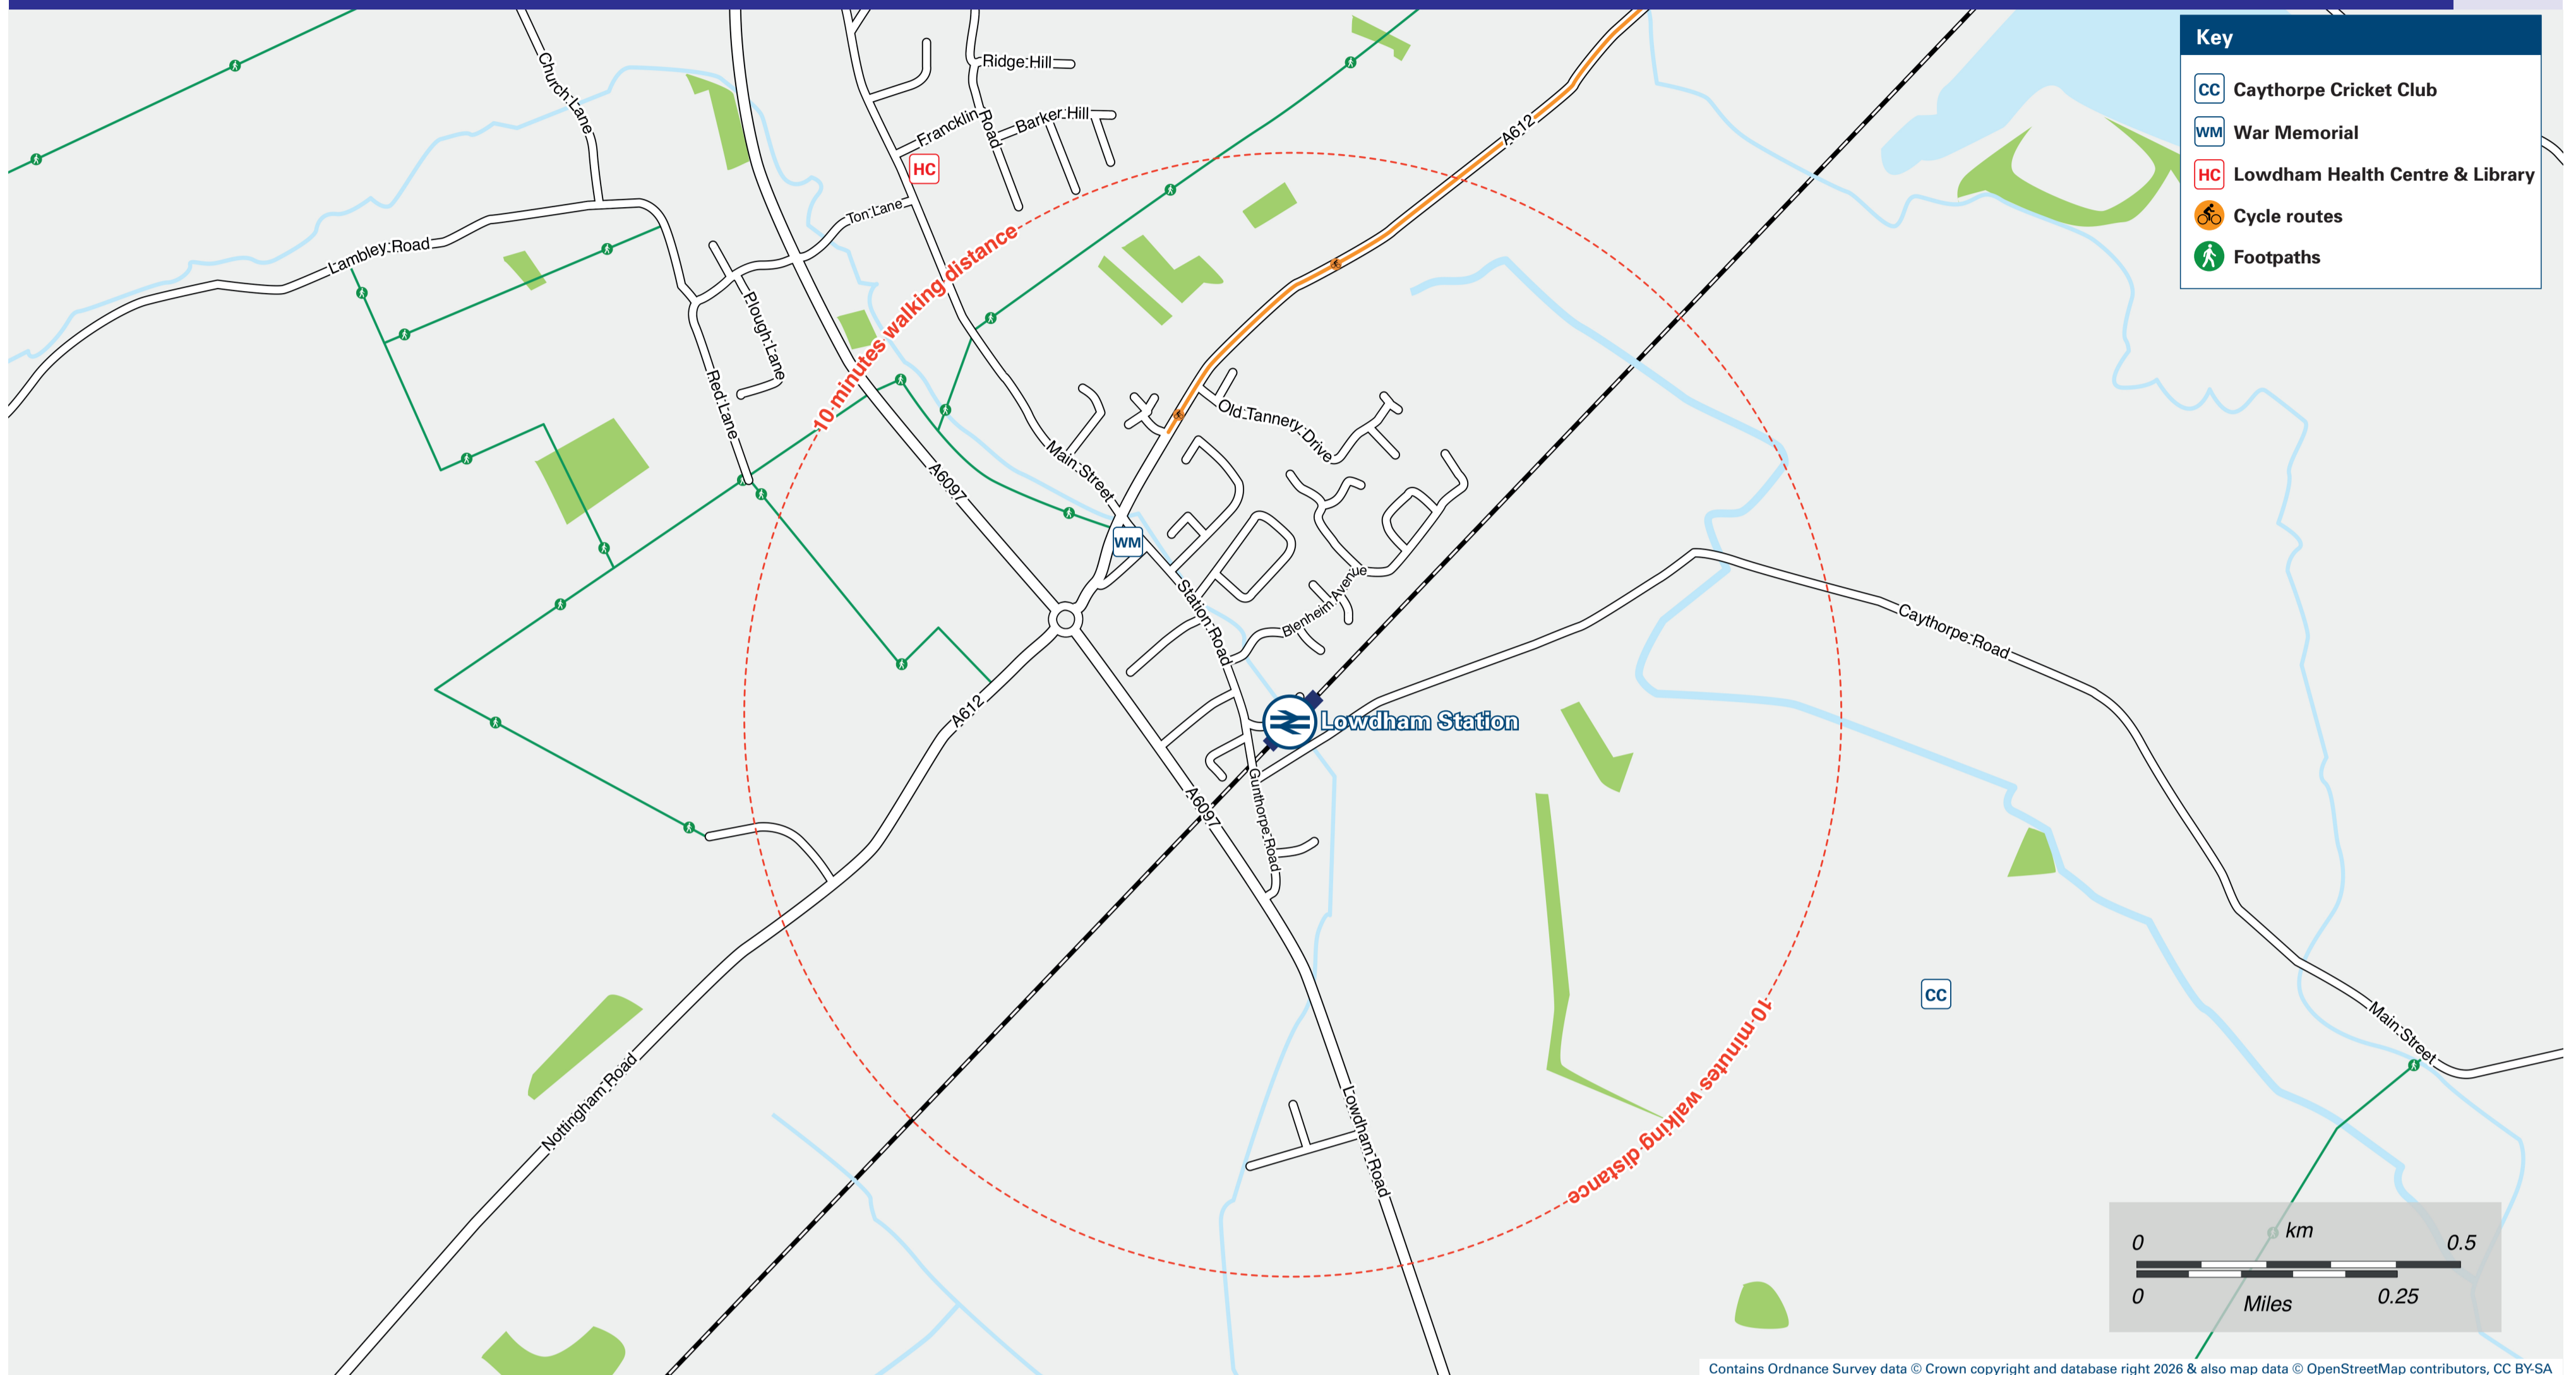 Key
CC Caythorpe Cricket Club
WM War Memorial
HC Lowdham Health Centre & Library
Cycle routes
Footpaths
Church Lane
Ridge Hill
Francklin
Road
Barker Hill
HC
A612
Ton Lane
Lambley Road
10 minutes walking distance
Plough Lane
Red Lane
Old Tannery Drive
Main Street
A6097
WM
Station Road
Blenheim Avenue
Caythorpe Road
A612
Lowdham Station
A6097
Gunthorpe Road
CC
10 minutes walking distance
Main Street
Nottingham Road
Lowdham Road
km
0 0.5
0 Miles 0.25
Contains Ordnance Survey data © Crown copyright and database right 2026 & also map data © OpenStreetMap contributors, CC BY-SA